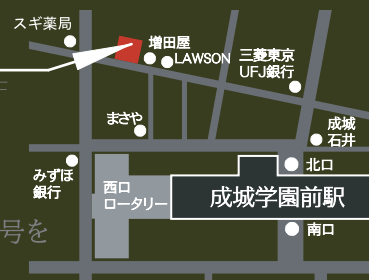 スギ薬局
増田屋
LAWSON
三菱東京
UFJ銀行
まさや
成城
石井
みずほ
銀行
西口
ロータリー
北口
成城学園前駅
南口
号を